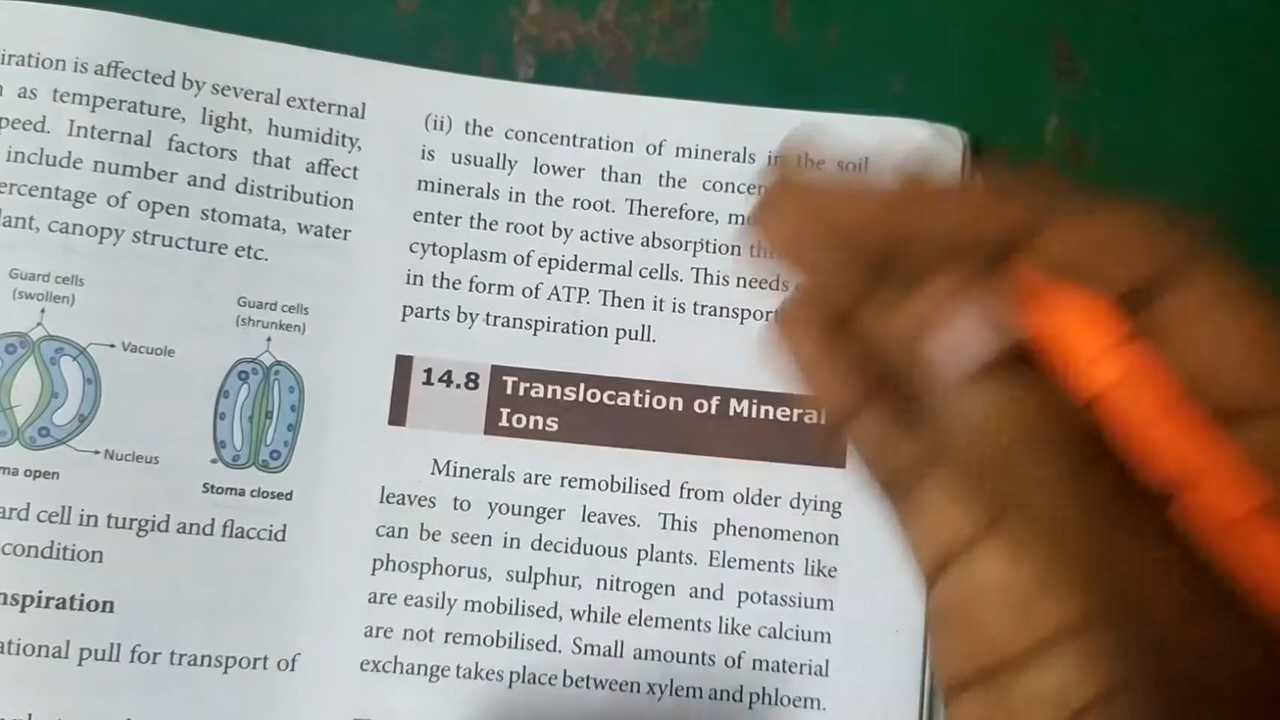 iration is affected by several external
as temperature, light, humidity,
peed. Internal factors that affect
include number and distribution
ercentage of open stomata, water
lant, canopy structure etc.
Guard cells
(swollen)
Vacuole
Nucleus
ma open
Guard cells
(shrunken)
Stoma closed
ard cell in turgid and flaccid
condition
nspiration
ational pull for transport of
(ii) the concentration of minerals in the soil
is usually lower than the concen
minerals in the root. Therefore, m
enter the root by active absorption th
cytoplasm of epidermal cells. This needs
in the form of ATP. Then it is transport
parts by transpiration pull.
14.8 Translocation of Mineral
Ions
Minerals are remobilised from older dying
leaves to younger leaves. This phenomenon
can be seen in deciduous plants. Elements like
phosphorus, sulphur, nitrogen and potassium
are easily mobilised, while elements like calcium
are not remobilised. Small amounts of material
exchange takes place between xylem and phloem.